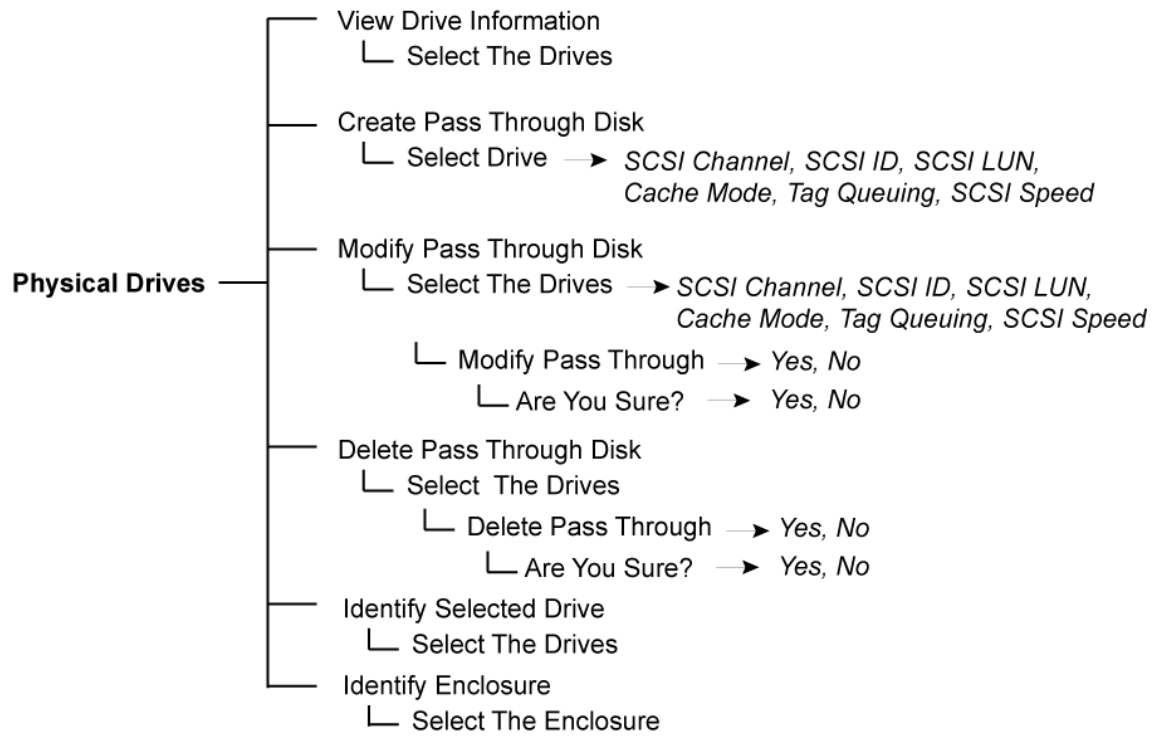 View Drive Information
Select The Drives
Create Pass Through Disk
Select Drive
SCSI Channel, SCSI ID, SCSI LUN,
Cache Mode, Tag Queuing, SCSI Speed
Modify Pass Through Disk
Physical Drives
Select The Drives
SCSI Channel, SCSI ID, SCSI LUN,
Cache Mode, Tag Queuing, SCSI Speed
Modify Pass Through
Yes, No
Are You Sure?
Yes, No
Delete Pass Through Disk
Select The Drives
Delete Pass Through
Yes, No
Are You Sure?
Yes, No
Identify Selected Drive
Select The Drives
Identify Enclosure
Select The Enclosure